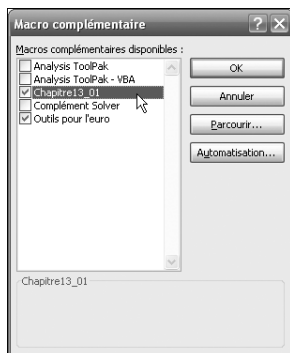 Macro complémentaire
Macros complémentaires disponibles :
Analysis ToolPak
Analysis ToolPak - VBA
Chapitre13_01
Complément Solver
Outils pour l'euro
OK
Annuler
Parcourir...
Automatisation...
Chapitre13_01